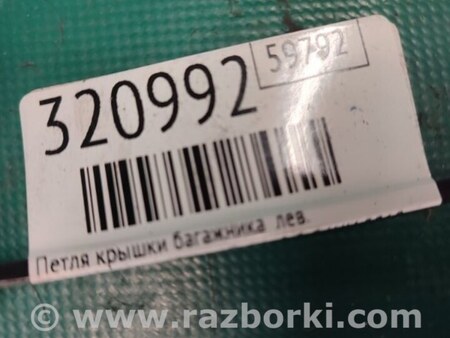 59792
320992
Петля крышки багажника лев.
© www.razborki.com